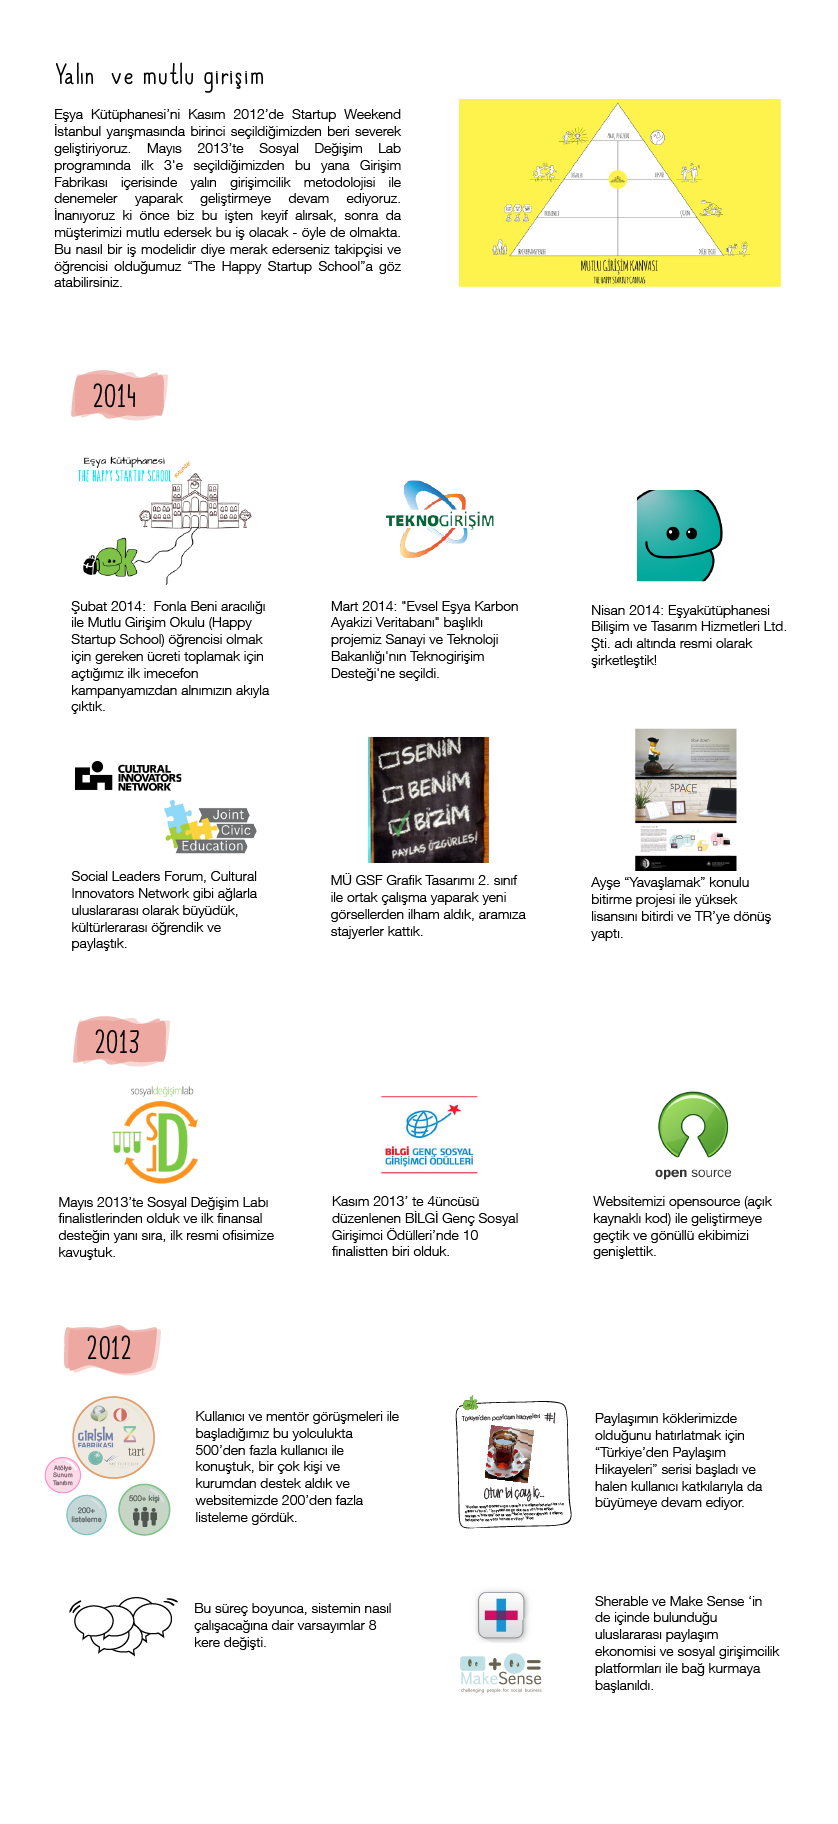 Yalın ve mutlu girişim
Eşya Kütüphanesi’ni Kasım 2012’de Startup Weekend
İstanbul yarışmasında birinci seçildiğimizden beri severek
geliştiriyoruz. Mayıs 2013’te Sosyal Değişim Lab
programında ilk 3'e seçildiğimizden bu yana Girişim
Fabrikası içerisinde yalın girişimcilik metodolojisi ile
denemeler yaparak geliştirmeye devam ediyoruz.
İnanıyoruz ki önce biz bu işten keyif alırsak, sonra da
müşterimizi mutlu edersek bu iş olacak - öyle de olmakta.
Bu nasıl bir iş modelidir diye merak ederseniz takipçisi ve
öğrencisi olduğumuz “The Happy Startup School”a göz
atabilirsiniz.
MUTLU GİRİŞİM KANVASI
THE HAPPY STARTUP CANVAS
2014
Eşya Kütüphanesi
THE HAPPY STARTUP SCHOOL
TEKNOGİRİŞİM
Şubat 2014:  Fonla Beni aracılığı
ile Mutlu Girişim Okulu (Happy
Startup School) öğrencisi olmak
için gereken ücreti toplamak için
açtığımız ilk imecefon
kampanyamızdan alnımızın akıyla
çıktık.
Mart 2014: "Evsel Eşya Karbon
Ayakizi Veritabanı" başlıklı
projemiz Sanayi ve Teknoloji
Bakanlığı'nın Teknogirişim
Desteği'ne seçildi.
Nisan 2014: Eşyakütüphanesi
Bilişim ve Tasarım Hizmetleri Ltd.
Şti. adı altında resmi olarak
şirketleştik!
CULTURAL
INNOVATORS
NETWORK
Joint
Civic
Education
SENİN
BENİM
BİZİM
PAYLAŞ ÖZGÜRLEŞ!
SPACE
Social Leaders Forum, Cultural
Innovators Network gibi ağlarla
uluslararası olarak büyüdük,
kültürlerarası öğrendik ve
paylaştık.
MÜ GSF Grafik Tasarımı 2. sınıf
ile ortak çalışma yaparak yeni
görsellerden ilham aldık, aramıza
stajyerler kattık.
Ayşe “Yavaşlamak” konulu
bitirme projesi ile yüksek
lisansını bitirdi ve TR’ye dönüş
yaptı.
2013
sosyaldeğişimlab
BİLGİ GENÇ SOSYAL
GİRİŞİMCİ ÖDÜLLERİ
open source
Mayıs 2013’te Sosyal Değişim Labı
finalistlerinden olduk ve ilk finansal
desteğin yanı sıra, ilk resmi ofisimize
kavuştuk.
Kasım 2013’ te 4üncüsü
düzenlenen BİLGİ Genç Sosyal
Girişimci Ödülleri’nde 10
finalistten biri olduk.
Websitemizi opensource (açık
kaynaklı kod) ile geliştirmeye
geçtik ve gönüllü ekibimizi
genişlettik.
2012
GİRİŞİM
FABRIKASI
tart
Atölye
Sunum
Tanıtım
200+
listeleme
500+ kişi
Kullanıcı ve mentör görüşmeleri ile
başladığımız bu yolculukta
500’den fazla kullanıcı ile
konuştuk, bir çok kişi ve
kurumdan destek aldık ve
websitemizde 200’den fazla
listeleme gördük.
Türkiye'den paylaşım hikayeleri #1
Otur bi çay iç...
Paylaşımın köklerimizde
olduğunu hatırlatmak için
“Türkiye’den Paylaşım
Hikayeleri” serisi başladı ve
halen kullanıcı katkılarıyla da
büyümeye devam ediyor.
Bu süreç boyunca, sistemin nasıl
çalışacağına dair varsayımlar 8
kere değişti.
MakeSense
challenging people for social business
Sherable ve Make Sense ‘in
de içinde bulunduğu
uluslararası paylaşım
ekonomisi ve sosyal girişimcilik
platformları ile bağ kurmaya
başlanıldı.